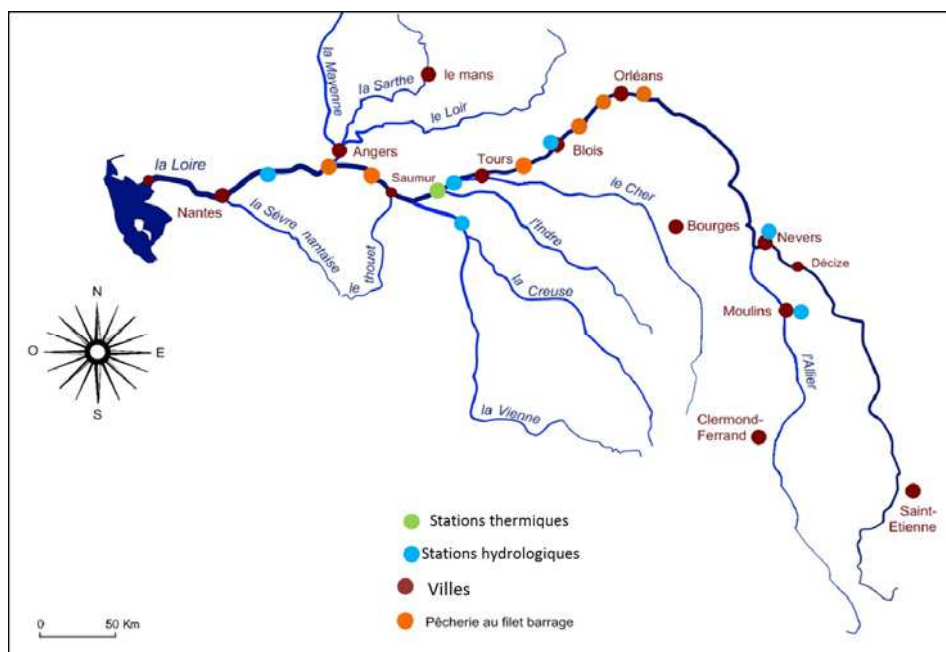 la Mayenne
la Sarthe
le mans
le Loir
Orléans
Angers
Blois
Tours
la Loire
Saumur
le Cher
Nantes
la Sèvre nantaise
le thouet
l'Indre
Bourges
Nevers
Décize
la Creuse
Moulins
N
O
E
S
l'Allier
la Vienne
Clermond-
Ferrand
Saint-
Etienne
Stations thermiques
Stations hydrologiques
Villes
Pêcherie au filet barrage
0
50 Km